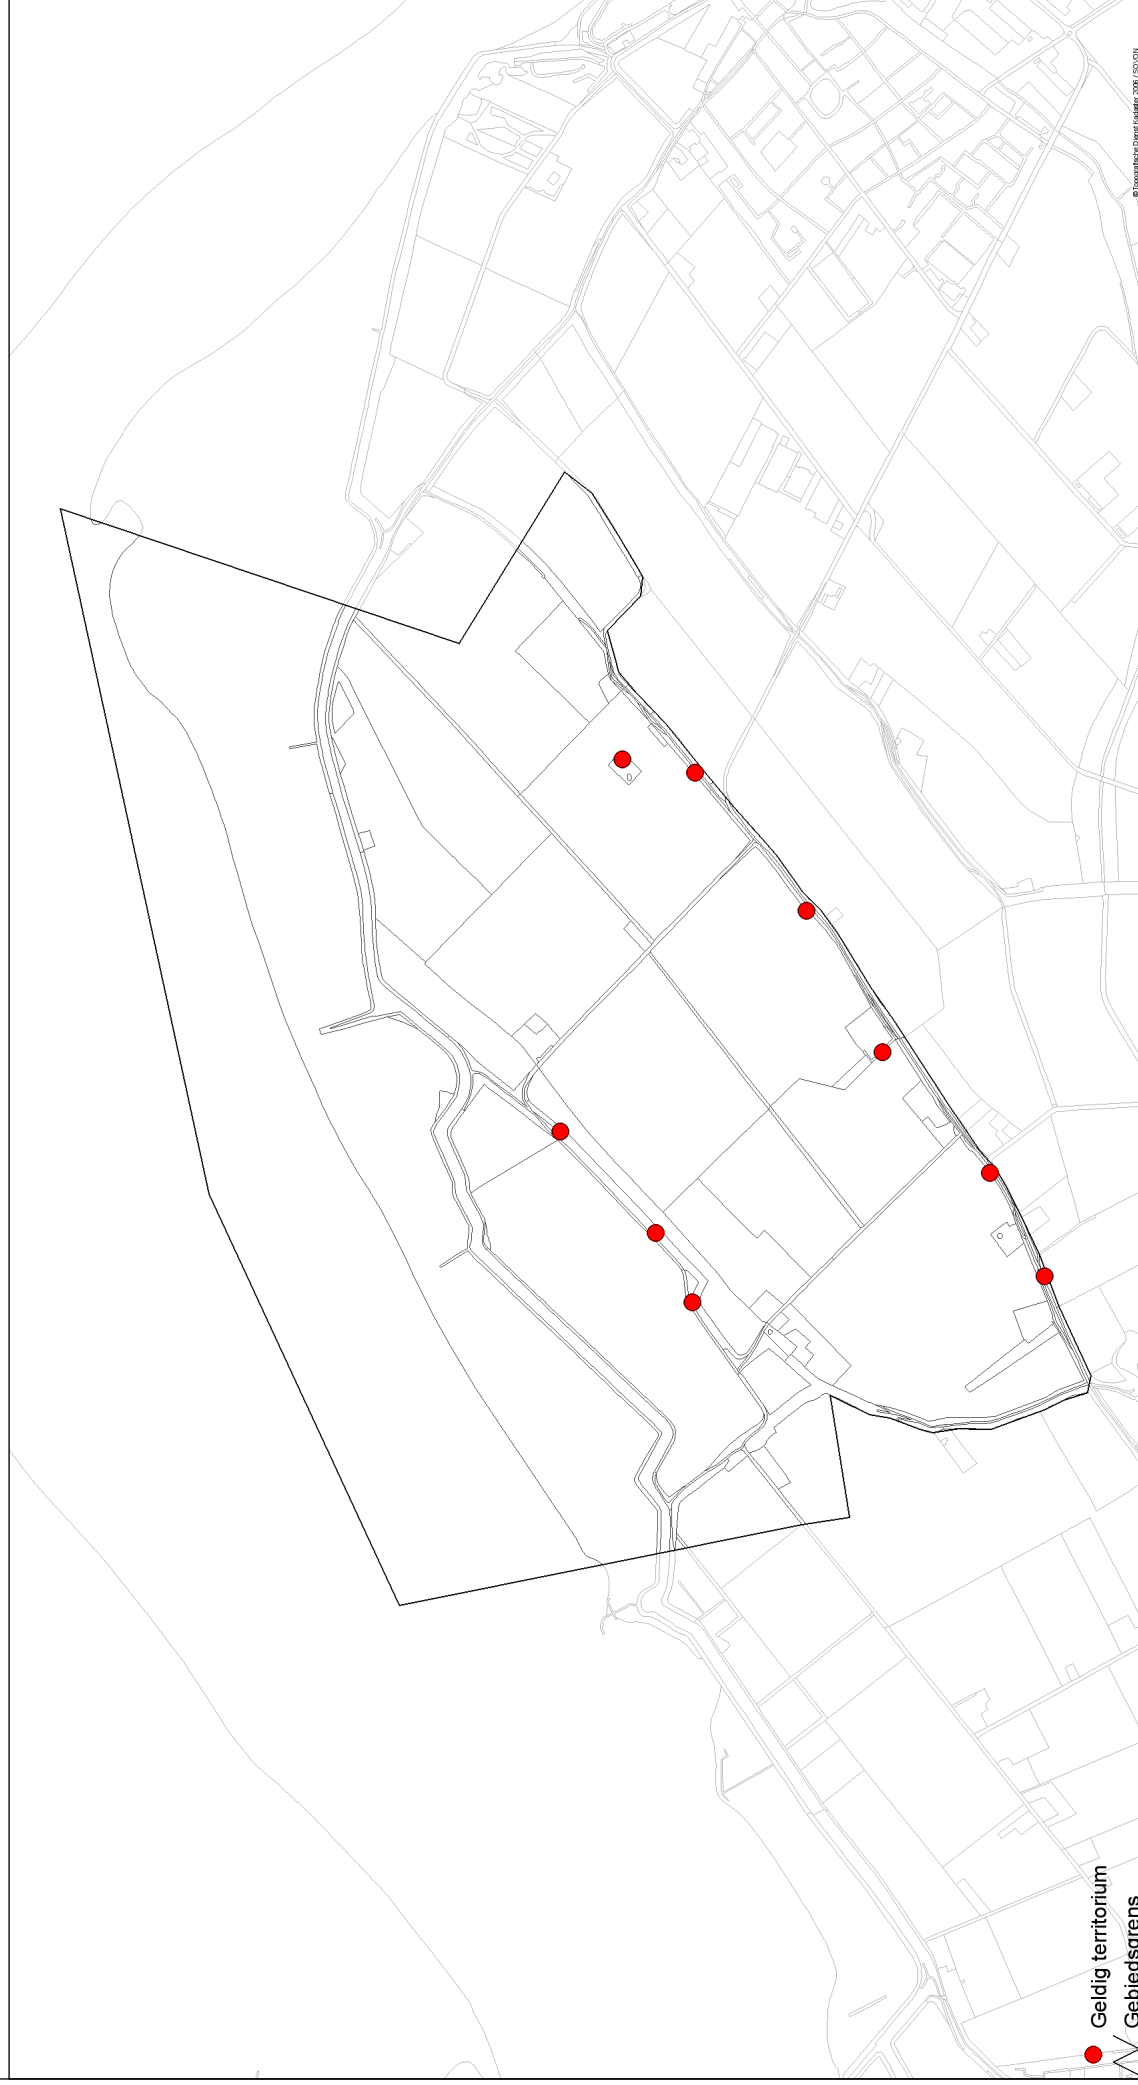 Geldig territorium
Gebiedsgrens
© Topografische Dienst Kadaster 2006 / SOVON